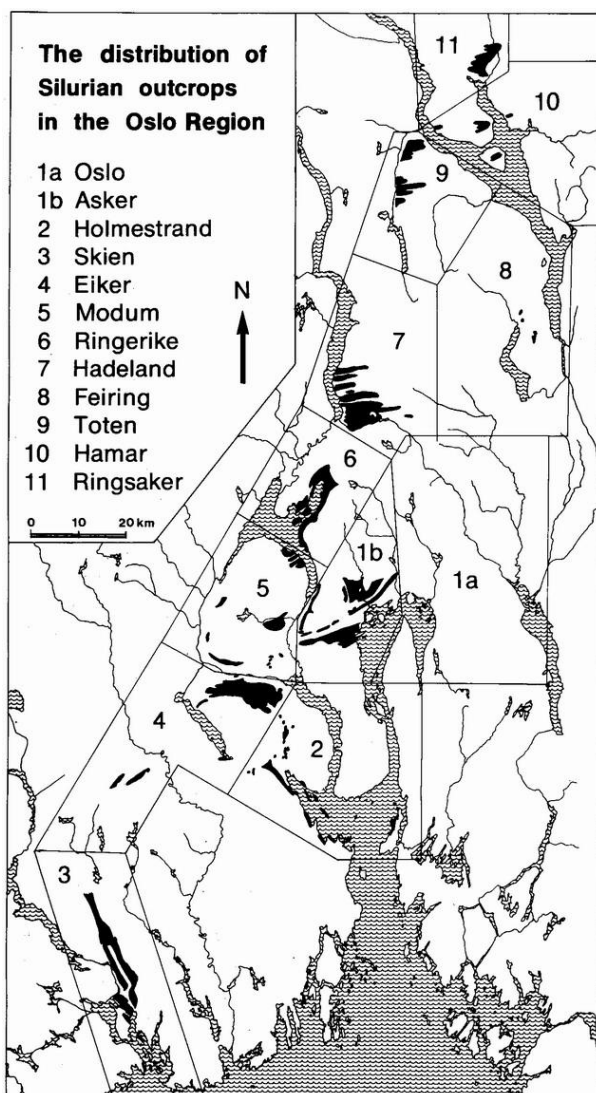 The distribution of
Silurian outcrops
in the Oslo Region
1a Oslo
1b Asker
2 Holmestrand
3 Skien
4 Eiker
5 Modum
6 Ringerike
7 Hadeland
8 Feiring
9 Toten
10 Hamar
11 Ringsaker
N
0 10 20 km
11
10
9
8
7
6
1b
1a
5
4
2
3